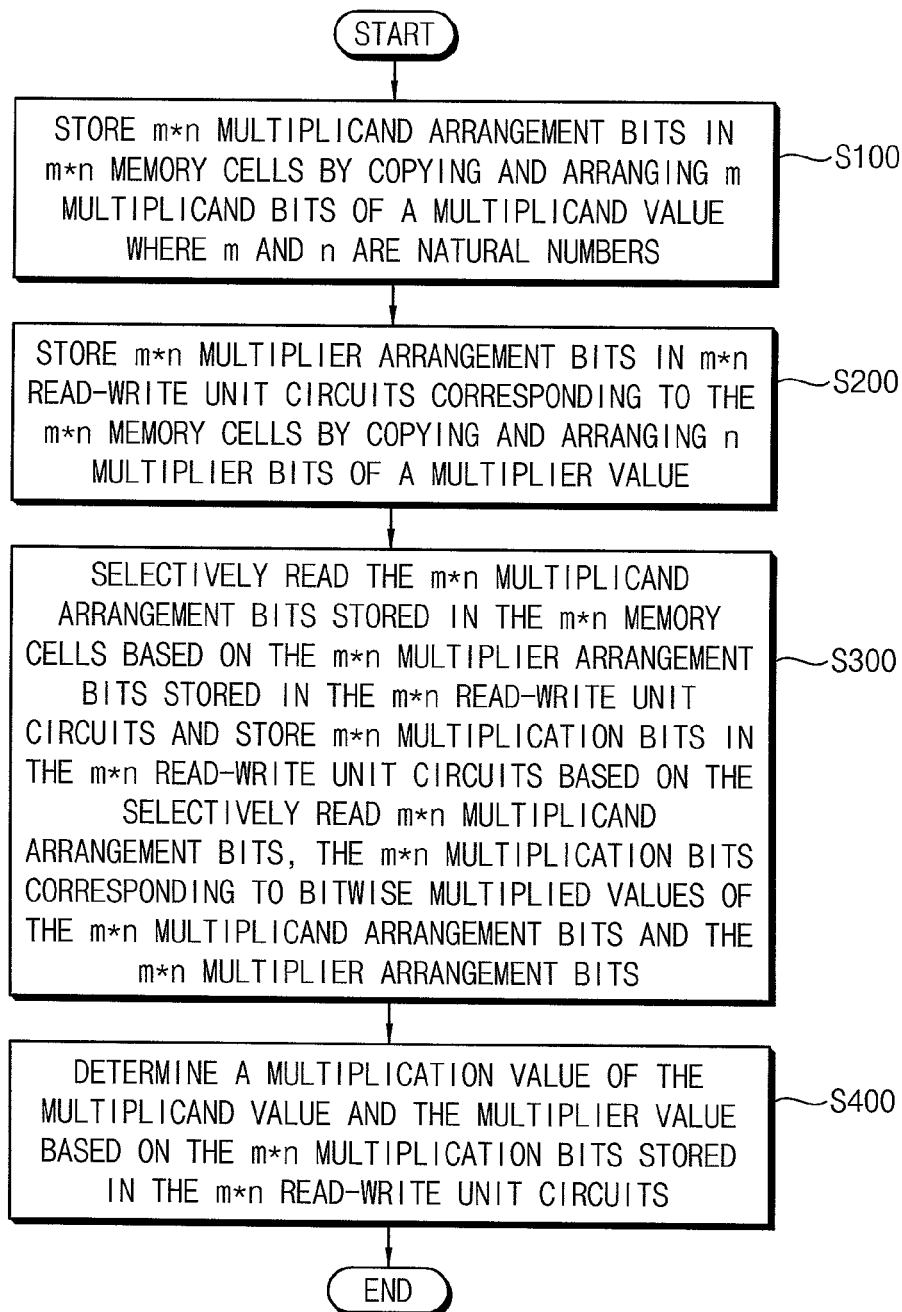 START
STORE m*n MULTIPLICAND ARRANGEMENT BITS IN
m*n MEMORY CELLS BY COPYING AND ARRANGING m
MULTIPLICAND BITS OF A MULTIPLICAND VALUE
WHERE m AND n ARE NATURAL NUMBERS
S100
STORE m*n MULTIPLIER ARRANGEMENT BITS IN m*n
READ-WRITE UNIT CIRCUITS CORRESPONDING TO THE
m*n MEMORY CELLS BY COPYING AND ARRANGING n
MULTIPLIER BITS OF A MULTIPLIER VALUE
S200
SELECTIVELY READ THE m*n MULTIPLICAND
ARRANGEMENT BITS STORED IN THE m*n MEMORY
CELLS BASED ON THE m*n MULTIPLIER ARRANGEMENT
BITS STORED IN THE m*n READ-WRITE UNIT
CIRCUITS AND STORE m*n MULTIPLICATION BITS IN
THE m*n READ-WRITE UNIT CIRCUITS BASED ON THE
SELECTIVELY READ m*n MULTIPLICAND
ARRANGEMENT BITS, THE m*n MULTIPLICATION BITS
CORRESPONDING TO BITWISE MULTIPLIED VALUES OF
THE m*n MULTIPLICAND ARRANGEMENT BITS AND THE
m*n MULTIPLIER ARRANGEMENT BITS
S300
DETERMINE A MULTIPLICATION VALUE OF THE
MULTIPLICAND VALUE AND THE MULTIPLIER VALUE
BASED ON THE m*n MULTIPLICATION BITS STORED
IN THE m*n READ-WRITE UNIT CIRCUITS
S400
END